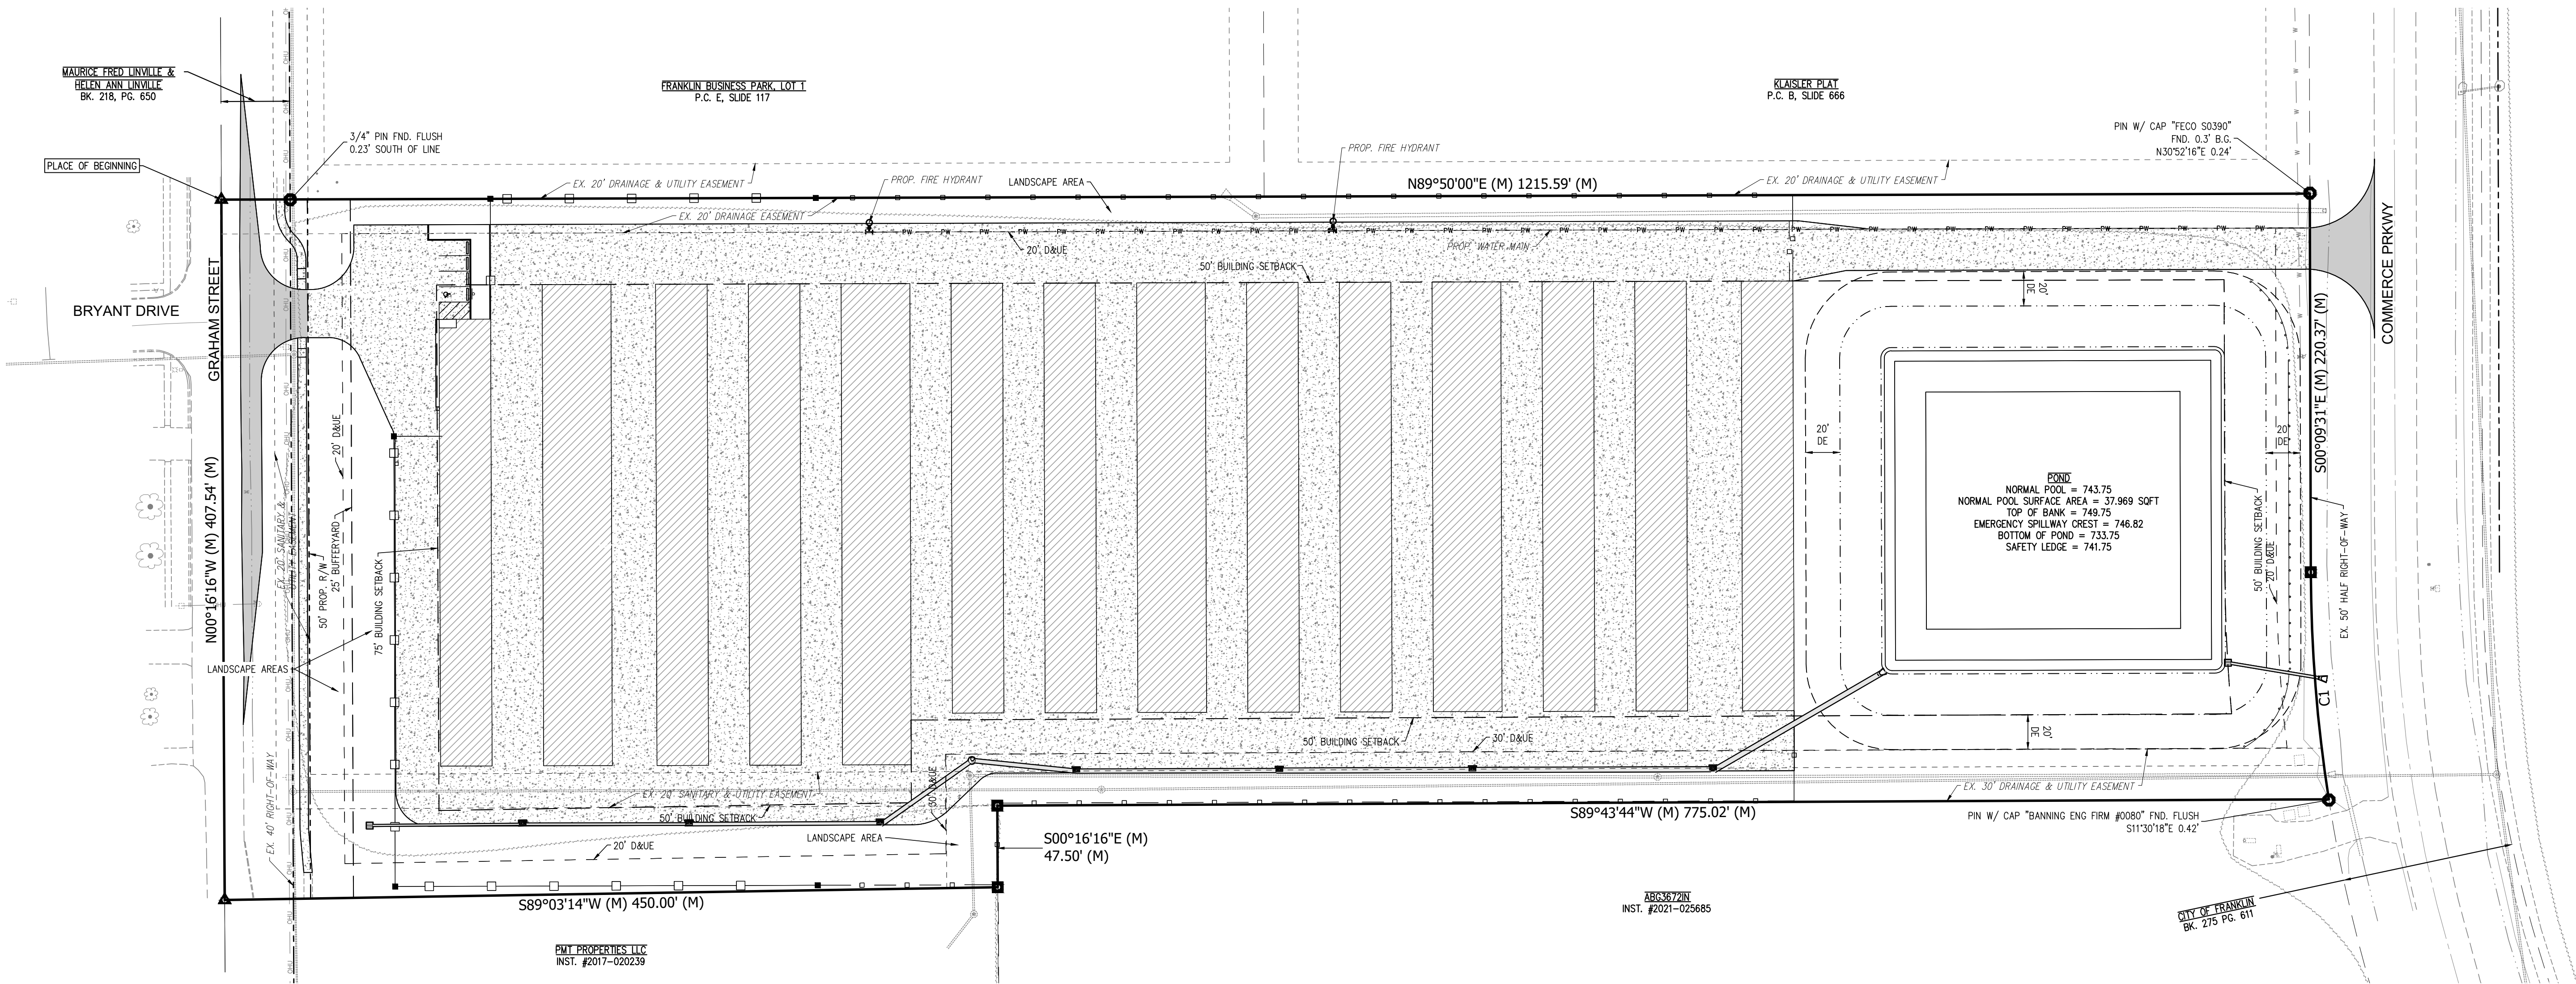 MAURICE FRED LINVILLE &
HELEN ANN LINVILLE
BK. 218, PG. 650
FRANKLIN BUSINESS PARK, LOT 1
P.C. E, SLIDE 117
KLAISLER PLAT
P.C. B, SLIDE 666
3/4" PIN FND. FLUSH
0.23' SOUTH OF LINE
PLACE OF BEGINNING
PIN W/ CAP "FECO S0390"
FND. 0.3' B.G.
N30°52'16"E 0.24'
PROP. FIRE HYDRANT
PROP. FIRE HYDRANT
LANDSCAPE AREA
EX. 20' DRAINAGE & UTILITY EASEMENT
N89°50'00"E (M) 1215.59' (M)
EX. 20' DRAINAGE & UTILITY EASEMENT
EX. 20' DRAINAGE EASEMENT
20' D&UE
PROP. WATER MAIN
50' BUILDING SETBACK
BRYANT DRIVE
GRAHAM STREET
COMMERCE PRKWY
N00°16'16"W (M) 407.54' (M)
S00°09'31"E (M) 220.37' (M)
EX. 20' SANITARY &
UTILITY EASEMENT
50' PROP. R/W
25' BUFFERYARD
20' D&UE
75' BUILDING SETBACK
LANDSCAPE AREAS
EX. 40' RIGHT-OF-WAY
20'
DE
20'
DE
20'
DE
20'
DE
POND
NORMAL POOL = 743.75
NORMAL POOL SURFACE AREA = 37.969 SQFT
TOP OF BANK = 749.75
EMERGENCY SPILLWAY CREST = 746.82
BOTTOM OF POND = 733.75
SAFETY LEDGE = 741.75
50' BUILDING SETBACK
20' D&UE
EX. 50' HALF RIGHT-OF-WAY
C1
50' BUILDING SETBACK
30' D&UE
EX. 20' SANITARY & UTILITY EASEMENT
50' BUILDING SETBACK
LANDSCAPE AREA
20' D&UE
EX. 30' DRAINAGE & UTILITY EASEMENT
S89°43'44"W (M) 775.02' (M)
S00°16'16"E (M)
47.50' (M)
PIN W/ CAP "BANNING ENG FIRM #0080" FND. FLUSH
S11°30'18"E 0.42'
S89°03'14"W (M) 450.00' (M)
ABG3672IN
INST. #2021-025685
CITY OF FRANKLIN
BK. 275 PG. 611
PMT PROPERTIES LLC
INST. #2017-020239